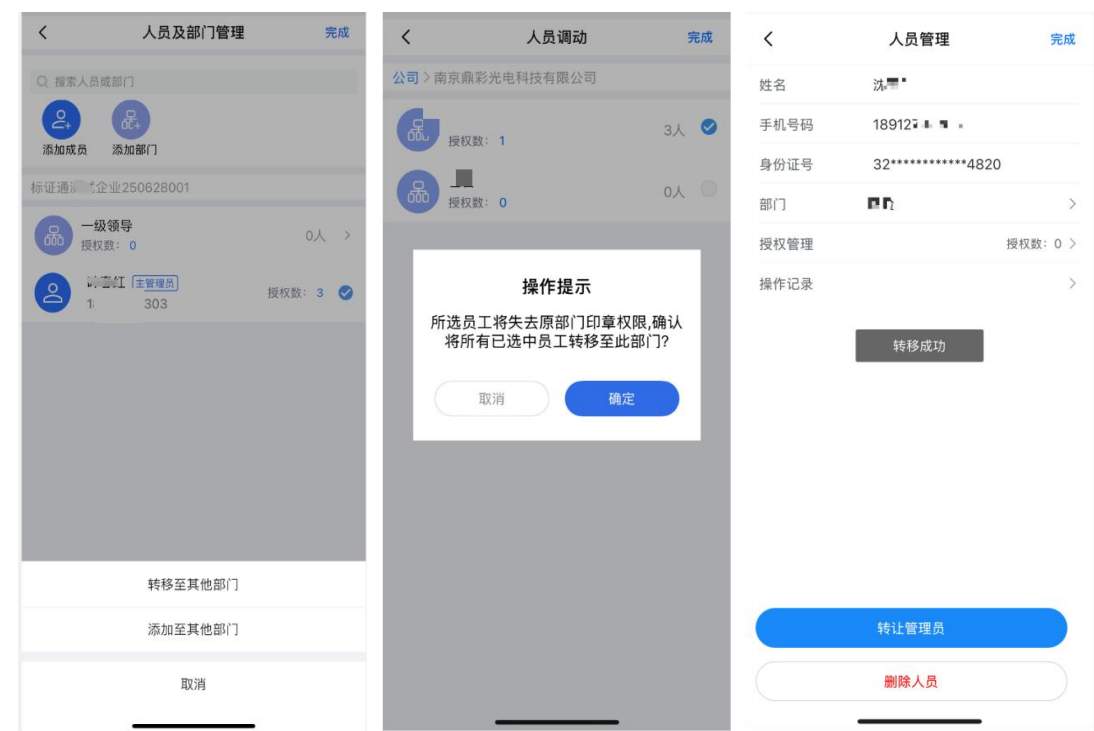 人员及部门管理
完成
搜索人员或部门
添加成员
添加部门
标证通
企业250628001
一级领导
授权数：0
0人
红
主管理员
303
授权数：3
转移至其他部门
添加至其他部门
取消
人员调动
完成
公司
南京鼎彩光电科技有限公司
授权数：1
3人
授权数：0
0人
操作提示
所选员工将失去原部门印章权限,确认
将所有已选中员工转移至此部门?
取消
确定
人员管理
完成
姓名
沈
手机号码
18912
身份证号
32************4820
部门
授权管理
授权数：0
操作记录
转移成功
转让管理员
删除人员